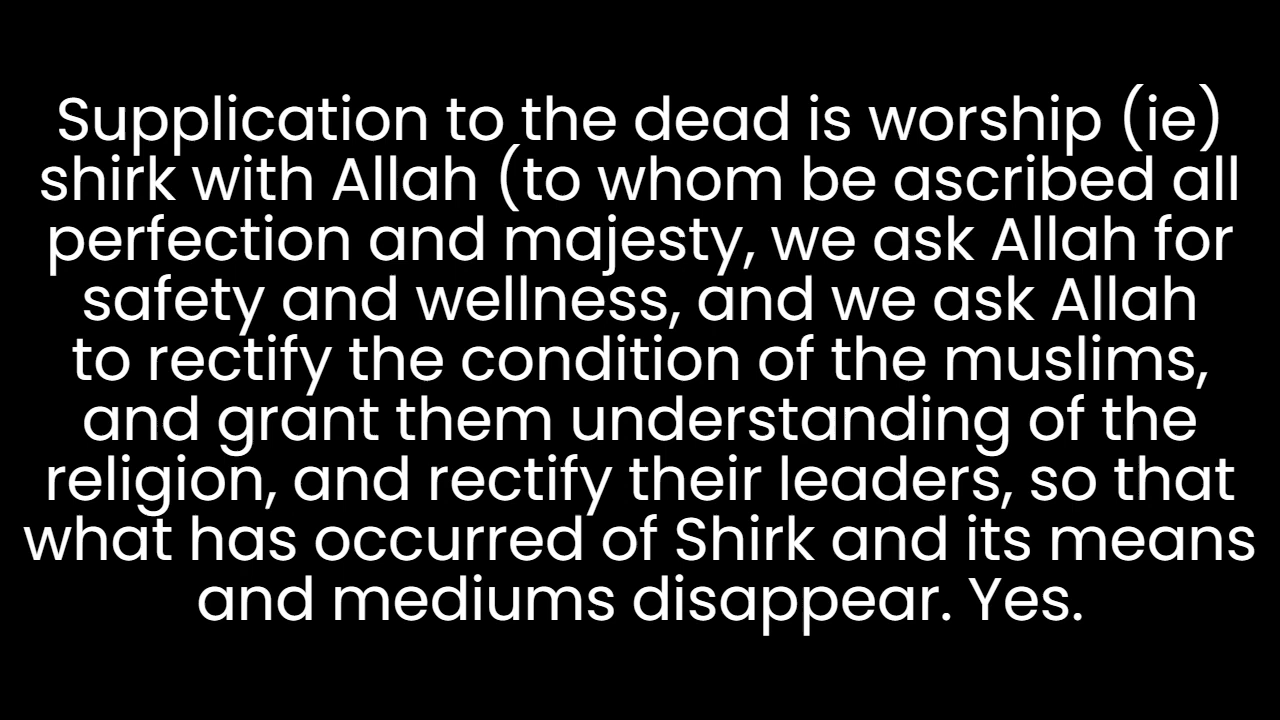 Supplication to the dead is worship (ie)
shirk with Allah (to whom be ascribed all
perfection and majesty, we ask Allah for
safety and wellness, and we ask Allah
to rectify the condition of the muslims,
and grant them understanding of the
religion, and rectify their leaders, so that
what has occurred of Shirk and its means
and mediums disappear. Yes.